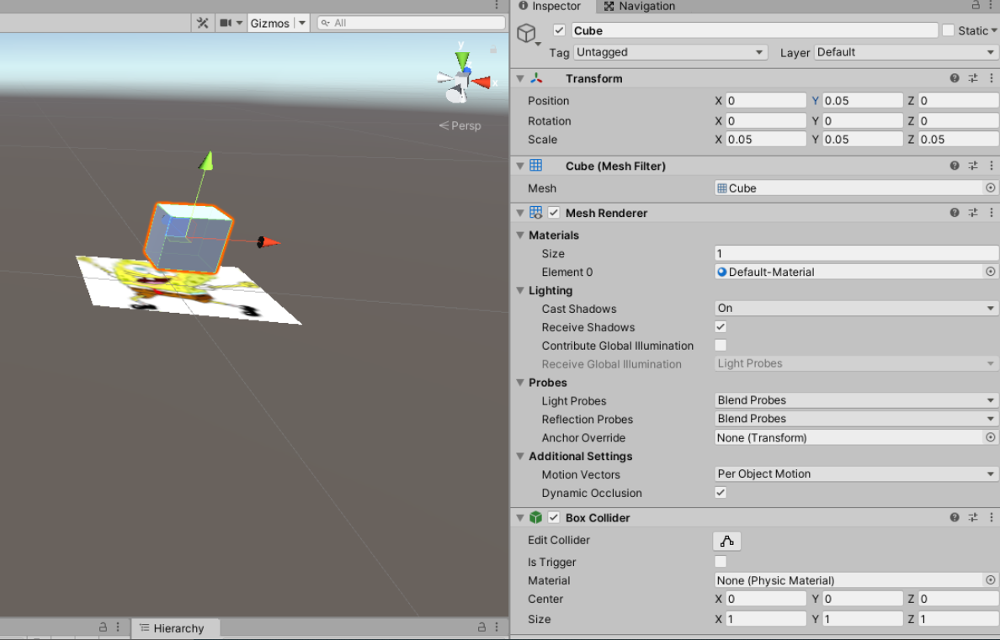 Inspector Navigation
Gizmos All
Cube Static
Tag Untagged Layer Default
y
x
Persp
Transform
Position X 0 Y 0.05 Z 0
Rotation X 0 Y 0 Z 0
Scale X 0.05 Y 0.05 Z 0.05
Cube (Mesh Filter)
Mesh Cube
Mesh Renderer
Materials
Size 1
Element 0 Default-Material
Lighting
Cast Shadows On
Receive Shadows
Contribute Global Illumination
Receive Global Illumination Light Probes
Probes
Light Probes Blend Probes
Reflection Probes Blend Probes
Anchor Override None (Transform)
Additional Settings
Motion Vectors Per Object Motion
Dynamic Occlusion
Box Collider
Edit Collider
Is Trigger
Material None (Physic Material)
Center X 0 Y 0 Z 0
Size X 1 Y 1 Z 1
Hierarchy